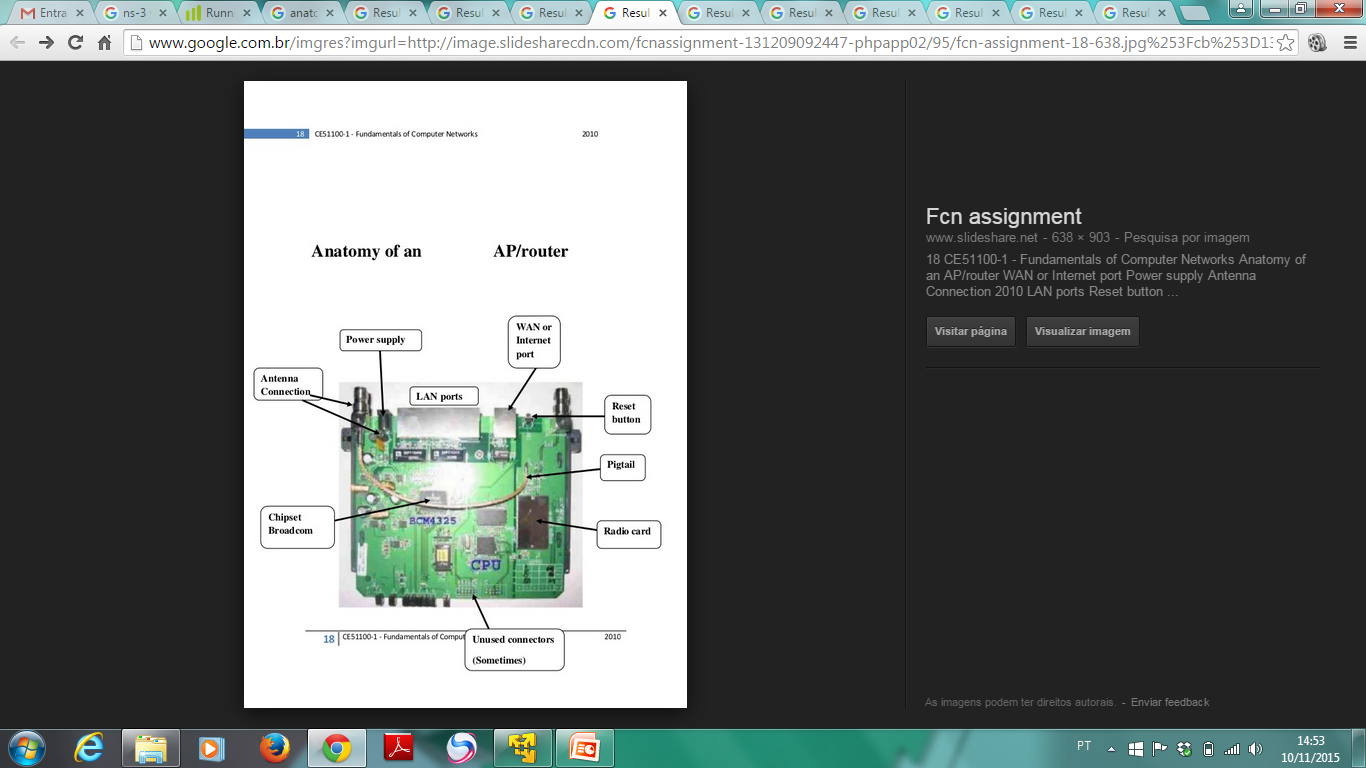 Entra
ns-3
Runni
anato
Resul
Resul
Resul
Resul
Resul
Resul
Resul
Resul
Resul
Resul
www.google.com.br/imgres?imgurl=http://image.slidesharecdn.com/fcnassignment-131209092447-phpapp02/95/fcn-assignment-18-638.jpg%253Fcb%253D13
18 CE51100-1 - Fundamentals of Computer Networks 2010
Anatomy of an AP/router
WAN or
Internet
port
Power supply
Antenna
Connection
LAN ports
Reset
button
Pigtail
Chipset
Broadcom
BCM4325
Radio card
CPU
18 CE51100-1 - Fundamentals of Comput 2010
Unused connectors
(Sometimes)
Fcn assignment
www.slideshare.net - 638 × 903 - Pesquisa por imagem
18 CE51100-1 - Fundamentals of Computer Networks Anatomy of
an AP/router WAN or Internet port Power supply Antenna
Connection 2010 LAN ports Reset button ...
Visitar página
Visualizar imagem
As imagens podem ter direitos autorais. - Enviar feedback
PT
14:53
10/11/2015